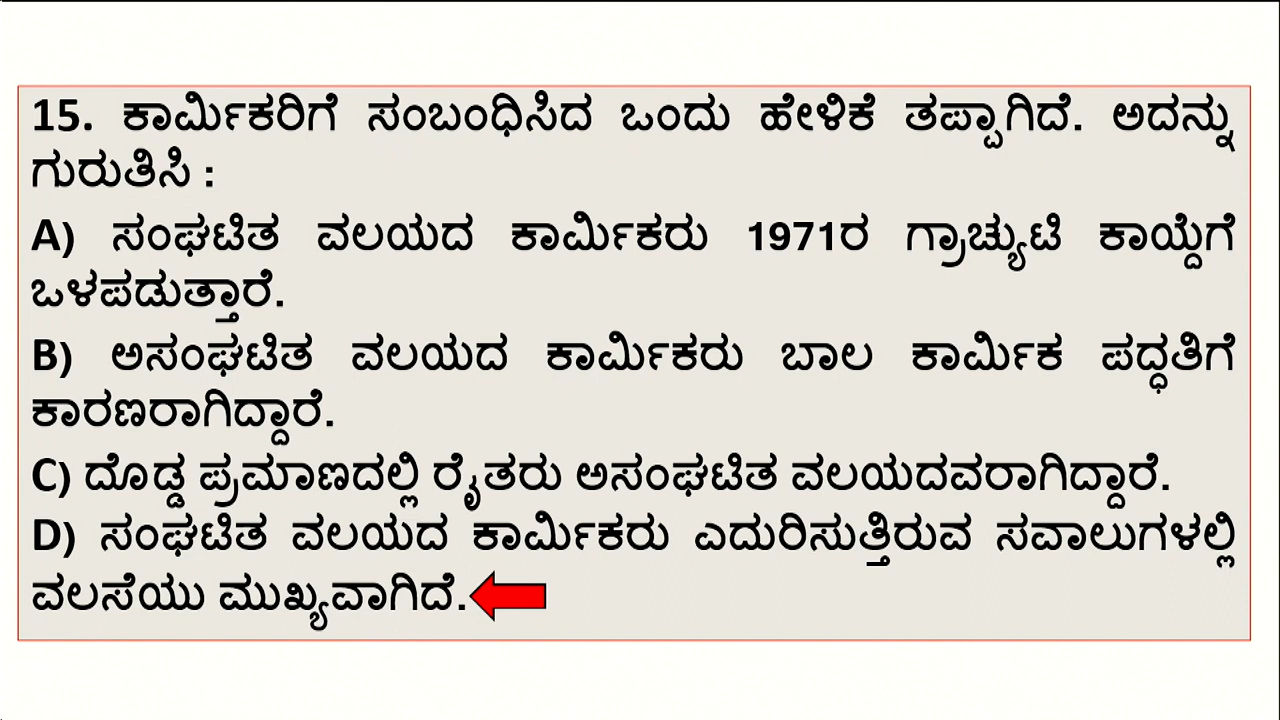 15. ಕಾರ್ಮಿಕರಿಗೆ ಸಂಬಂಧಿಸಿದ ಒಂದು ಹೇಳಿಕೆ ತಪ್ಪಾಗಿದೆ. ಅದನ್ನು
ಗುರುತಿಸಿ :
A) ಸಂಘಟಿತ ವಲಯದ ಕಾರ್ಮಿಕರು 1971ರ ಗ್ರಾಚ್ಯುಟಿ ಕಾಯ್ದೆಗೆ
ಒಳಪಡುತ್ತಾರೆ.
B) ಅಸಂಘಟಿತ ವಲಯದ ಕಾರ್ಮಿಕರು ಬಾಲ ಕಾರ್ಮಿಕ ಪದ್ಧತಿಗೆ
ಕಾರಣರಾಗಿದ್ದಾರೆ.
C) ದೊಡ್ಡ ಪ್ರಮಾಣದಲ್ಲಿ ರೈತರು ಅಸಂಘಟಿತ ವಲಯದವರಾಗಿದ್ದಾರೆ.
D) ಸಂಘಟಿತ ವಲಯದ ಕಾರ್ಮಿಕರು ಎದುರಿಸುತ್ತಿರುವ ಸವಾಲುಗಳಲ್ಲಿ
ವಲಸೆಯು ಮುಖ್ಯವಾಗಿದೆ.